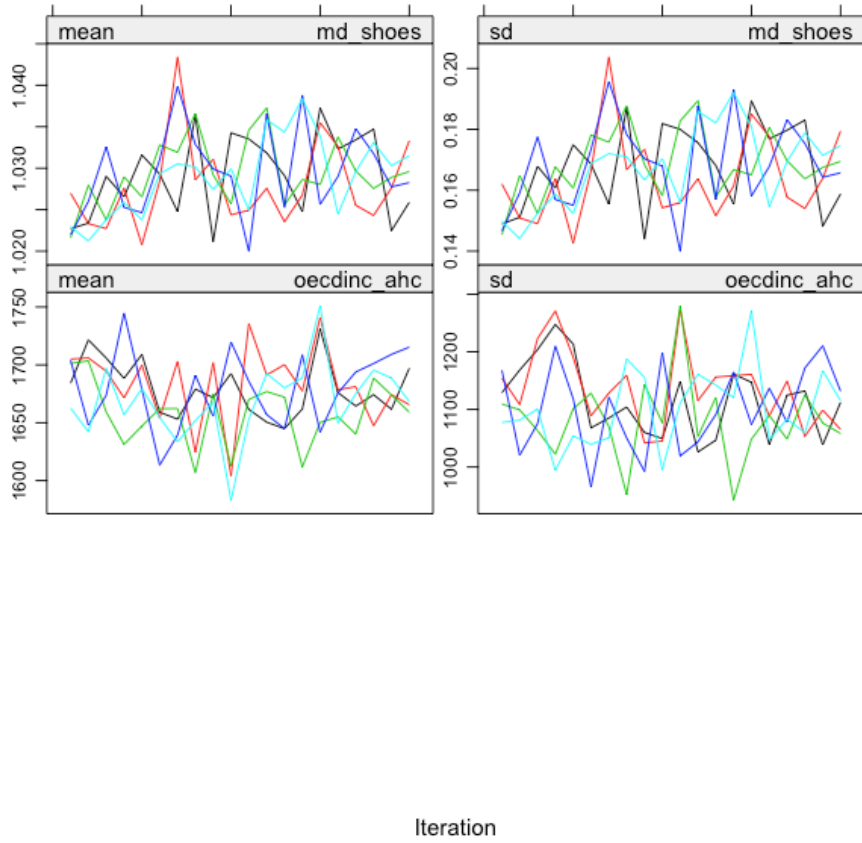 mean md_shoes
sd md_shoes
1.040
1.030
1.020
0.20
0.18
0.16
0.14
mean oecdinc_ahc
sd oecdinc_ahc
1750
1700
1650
1600
1200
1100
1000
Iteration